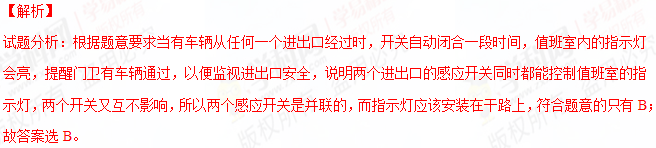 【解析】
试题分析：根据题意要求当有车辆从任何一个进出口经过时，开关自动闭合一段时间，值班室内的指示灯
会亮，提醒门卫有车辆通过，以便监视进出口安全，说明两个进出口的感应开关同时都能控制值班室的指
示灯，两个开关又互不影响，所以两个感应开关是并联的，而指示灯应该安装在干路上，符合题意的只有 B；
故答案选 B。